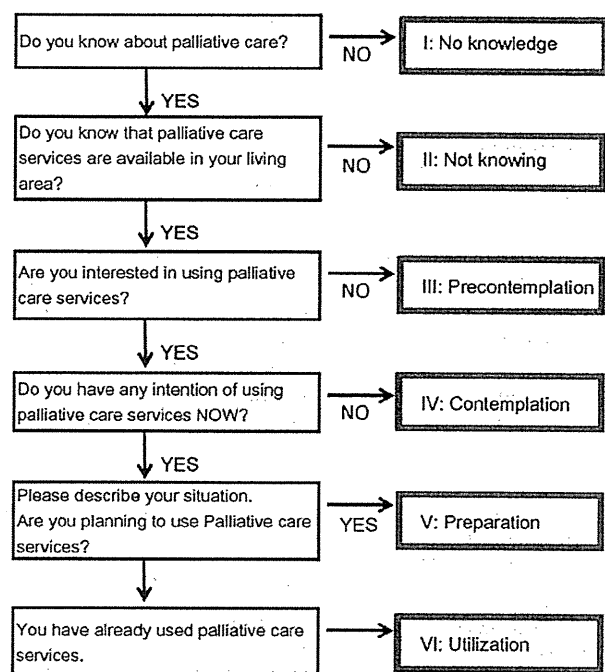 Do you know about palliative care?
NO
I: No knowledge
YES
Do you know that palliative care
services are available in your living
area?
NO
II: Not knowing
YES
Are you interested in using palliative
care services?
NO
III: Precontemplation
YES
Do you have any intention of using
palliative care services NOW?
NO
IV: Contemplation
YES
Please describe your situation.
Are you planning to use Palliative care
services?
YES
V: Preparation
You have already used palliative care
services.
VI: Utilization